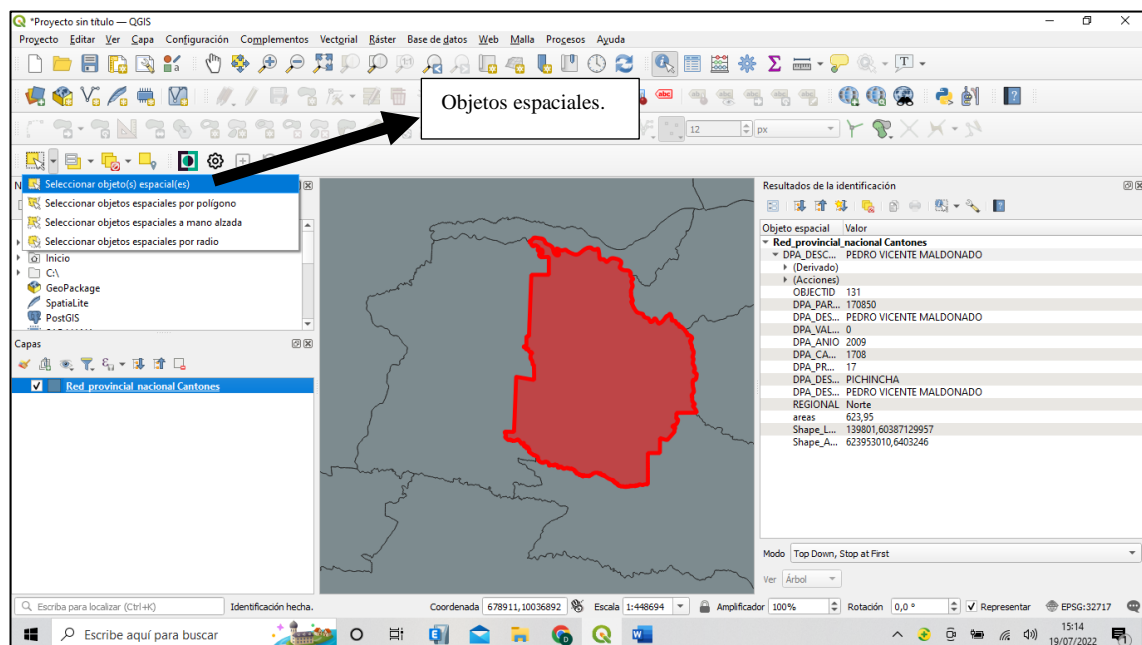 *Proyecto sin título — QGIS
Proyecto Editar Ver Capa Configuración Complementos Vectorial Ráster Base de datos Web Malla Procesos Ayuda
Objetos espaciales.
abc
12
px
Seleccionar objeto(s) espacial(es)
Seleccionar objetos espaciales por polígono
Seleccionar objetos espaciales a mano alzada
Seleccionar objetos espaciales por radio
Inicio
C:\
GeoPackage
SpatiaLite
PostGIS
Capas
Red_provincial_nacional Cantones
Resultados de la identificación
Objeto espacial Valor
Red_provincial_nacional Cantones
DPA_DESC... PEDRO VICENTE MALDONADO
(Derivado)
(Acciones)
OBJECTID 131
DPA_PAR... 170850
DPA_DES... PEDRO VICENTE MALDONADO
DPA_VAL... 0
DPA_ANIO 2009
DPA_CA... 1708
DPA_PR... 17
DPA_DES... PICHINCHA
DPA_DES... PEDRO VICENTE MALDONADO
REGIONAL Norte
areas 623,95
Shape_L... 139801,60387129957
Shape_A... 623953010,6403246
Modo Top Down, Stop at First
Ver Árbol
Escriba para localizar (Ctrl+K) Identificación hecha. Coordenada 678911,10036892 Escala 1:448694 Amplificador 100% Rotación 0,0 ° Representar EPSG:32717
Escribe aquí para buscar
15:14
19/07/2022